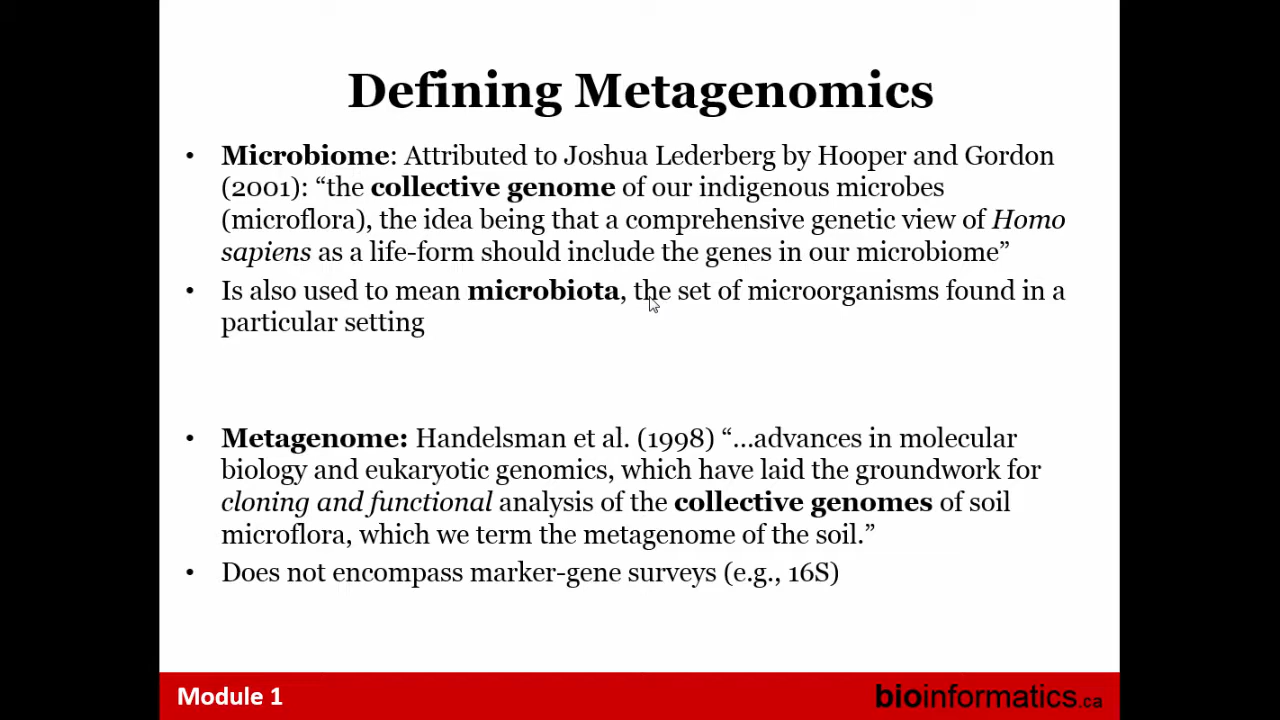 Defining Metagenomics
• Microbiome: Attributed to Joshua Lederberg by Hooper and Gordon
(2001): “the collective genome of our indigenous microbes
(microflora), the idea being that a comprehensive genetic view of Homo
sapiens as a life-form should include the genes in our microbiome”
• Is also used to mean microbiota, the set of microorganisms found in a
particular setting
• Metagenome: Handelsman et al. (1998) “...advances in molecular
biology and eukaryotic genomics, which have laid the groundwork for
cloning and functional analysis of the collective genomes of soil
microflora, which we term the metagenome of the soil.”
• Does not encompass marker-gene surveys (e.g., 16S)
Module 1
bioinformatics.ca